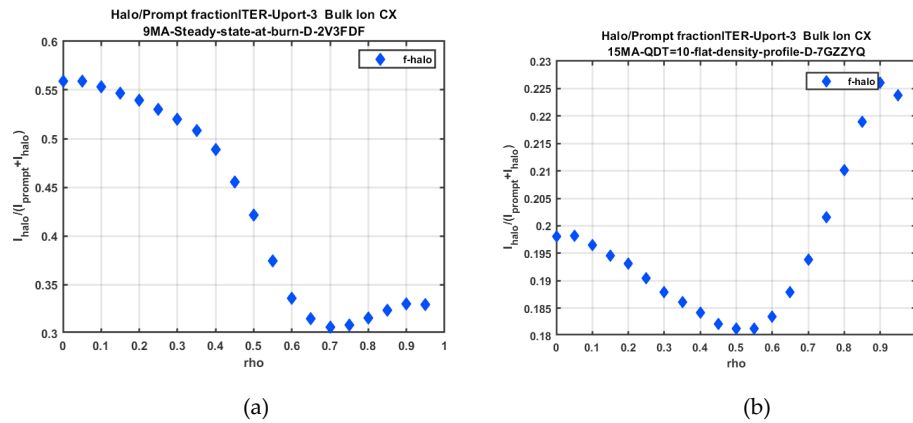 Halo/Prompt fractionITER-Uport-3 Bulk Ion CX
9MA-Steady-state-at-burn-D-2V3FDF
f-halo
0.6
0.55
0.5
0.45
0.4
0.35
0.3
I_halo/(I_prompt+I_halo)
0 0.1 0.2 0.3 0.4 0.5 0.6 0.7 0.8 0.9 1
rho
(a)
Halo/Prompt fractionITER-Uport-3 Bulk Ion CX
15MA-QDT=10-flat-density-profile-D-7GZZYQ
f-halo
0.23
0.225
0.22
0.215
0.21
0.205
0.2
0.195
0.19
0.185
0.18
I_halo/(I_prompt+I_halo)
0 0.1 0.2 0.3 0.4 0.5 0.6 0.7 0.8 0.9
rho
(b)